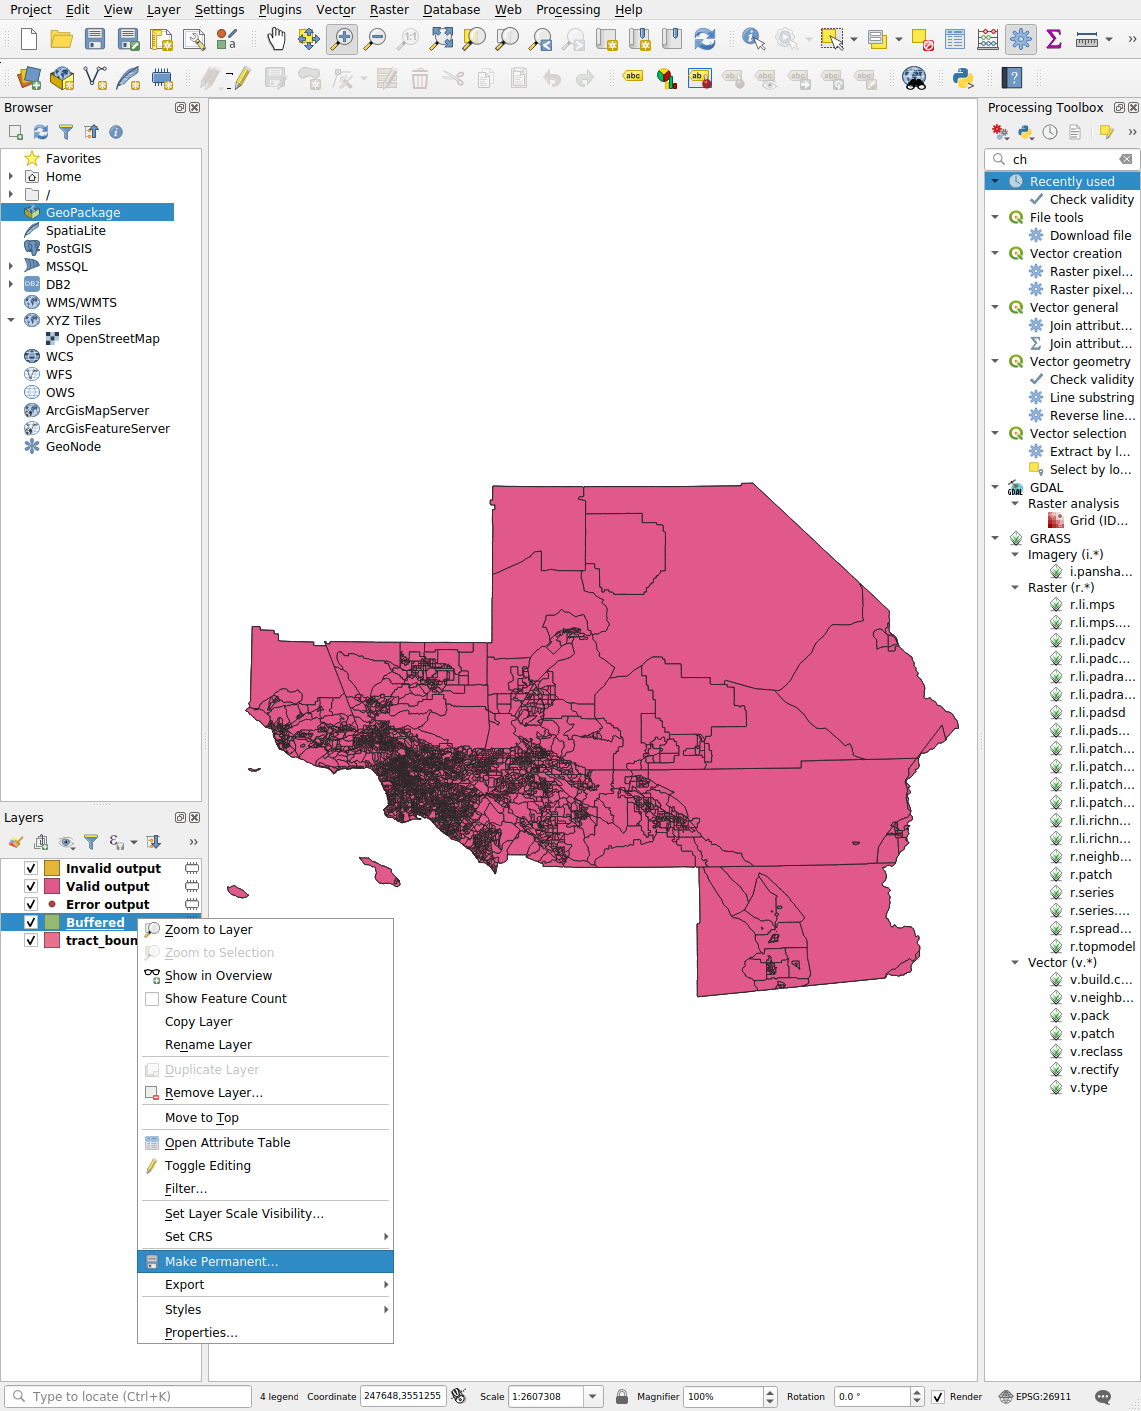 Project Edit View Layer Settings Plugins Vector Raster Database Web Processing Help
Browser
Favorites
Home
/
GeoPackage
SpatiaLite
PostGIS
MSSQL
DB2
WMS/WMTS
XYZ Tiles
OpenStreetMap
WCS
WFS
OWS
ArcGisMapServer
ArcGisFeatureServer
GeoNode
Layers
Invalid output
Valid output
Error output
Buffered
tract_boun
Zoom to Layer
Zoom to Selection
Show in Overview
Show Feature Count
Copy Layer
Rename Layer
Duplicate Layer
Remove Layer…
Move to Top
Open Attribute Table
Toggle Editing
Filter…
Set Layer Scale Visibility…
Set CRS
Make Permanent…
Export
Styles
Properties…
Processing Toolbox
ch
Recently used
Check validity
File tools
Download file
Vector creation
Raster pixel…
Raster pixel…
Vector general
Join attribut…
Join attribut…
Vector geometry
Check validity
Line substring
Reverse line…
Vector selection
Extract by l…
Select by lo…
GDAL
Raster analysis
Grid (ID…
GRASS
Imagery (i.*)
i.pansha…
Raster (r.*)
r.li.mps
r.li.mps.…
r.li.padcv
r.li.padc…
r.li.padra…
r.li.padra…
r.li.padsd
r.li.pads…
r.li.patch…
r.li.patch…
r.li.patch…
r.li.patch…
r.li.richn…
r.li.richn…
r.neighb…
r.patch
r.series
r.series.…
r.spread…
r.topmodel
Vector (v.*)
v.build.c…
v.neighb…
v.pack
v.patch
v.reclass
v.rectify
v.type
Type to locate (Ctrl+K) 4 legend Coordinate 247648,3551255 Scale 1:2607308 Magnifier 100% Rotation 0.0 ° Render EPSG:26911